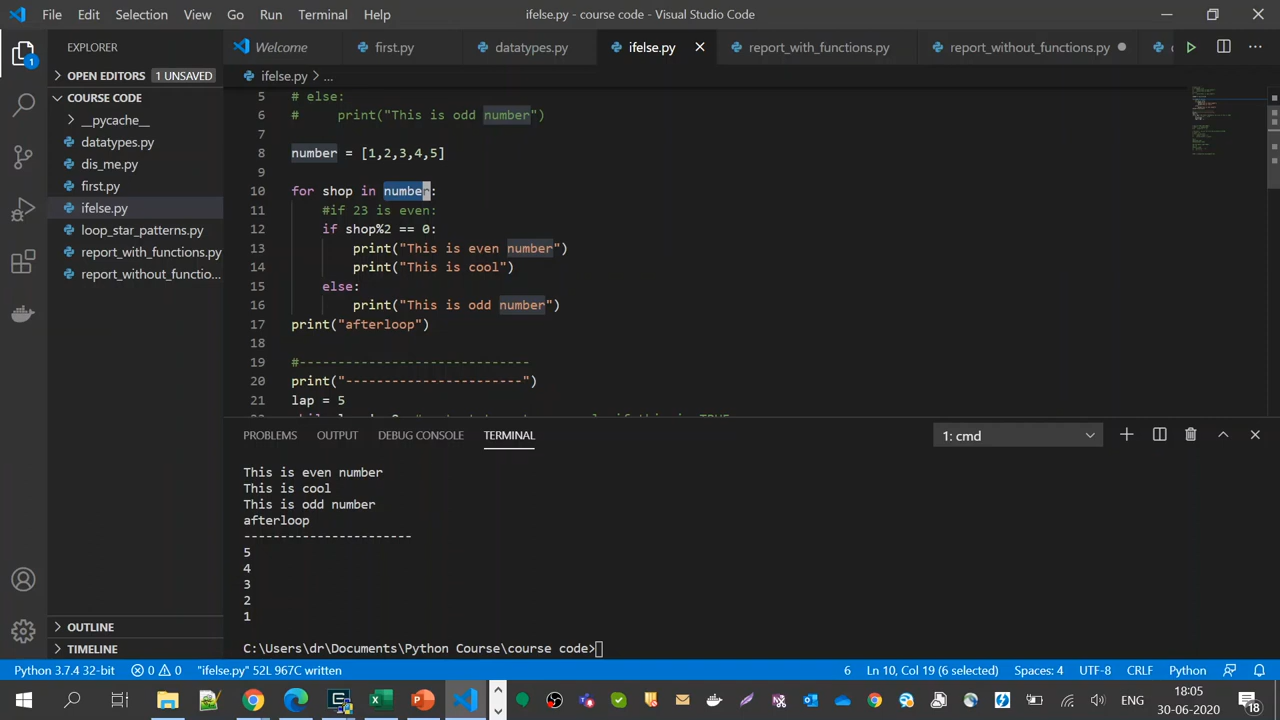 File Edit Selection View Go Run Terminal Help ifelse.py - course code - Visual Studio Code
EXPLORER
Welcome first.py datatypes.py ifelse.py report_with_functions.py report_without_functions.py
OPEN EDITORS 1 UNSAVED
COURSE CODE
__pycache__
datatypes.py
dis_me.py
first.py
ifelse.py
loop_star_patterns.py
report_with_functions.py
report_without_functio...
OUTLINE
TIMELINE
1
ifelse.py > ...
5 # else:
6 # print("This is odd number")
7
8 number = [1,2,3,4,5]
9
10 for shop in number:
11 #if 23 is even:
12 if shop%2 == 0:
13 print("This is even number")
14 print("This is cool")
15 else:
16 print("This is odd number")
17 print("afterloop")
18
19 #------------------------------
20 print("-----------------------")
21 lap = 5
PROBLEMS OUTPUT DEBUG CONSOLE TERMINAL 1: cmd
This is even number
This is cool
This is odd number
afterloop
-----------------------
5
4
3
2
1
C:\Users\dr\Documents\Python Course\course code>
Python 3.7.4 32-bit 0 0 "ifelse.py" 52L 967C written 6 Ln 10, Col 19 (6 selected) Spaces: 4 UTF-8 CRLF Python
ENG
18:05
30-06-2020
18